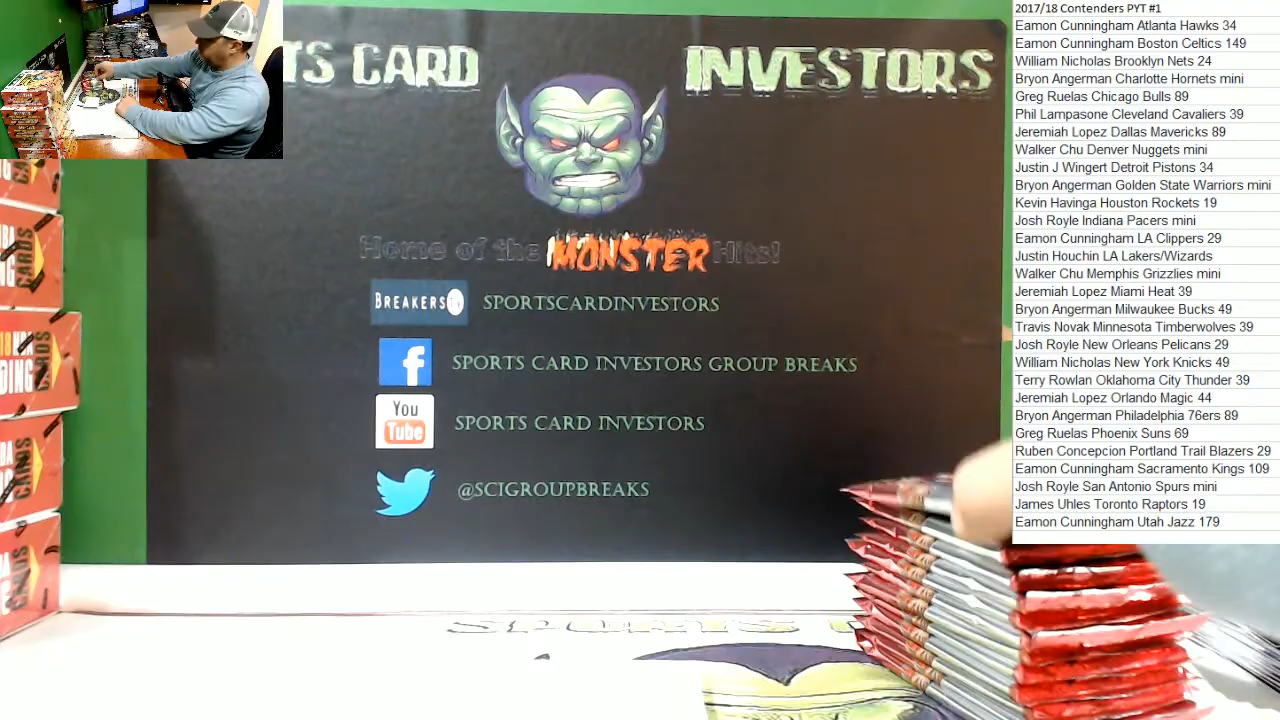 TS CARD INVESTORS
Home of the MONSTER Hits!
BREAKERSTV SPORTSCARDINVESTORS
f SPORTS CARD INVESTORS GROUP BREAKS
You
Tube SPORTS CARD INVESTORS
@SCIGROUPBREAKS
CARDS
CARDS
CARDS
CARDS
SPORTS
2017/18 Contenders PYT #1
Eamon Cunningham Atlanta Hawks 34
Eamon Cunningham Boston Celtics 149
William Nicholas Brooklyn Nets 24
Bryon Angerman Charlotte Hornets mini
Greg Ruelas Chicago Bulls 89
Phil Lampasone Cleveland Cavaliers 39
Jeremiah Lopez Dallas Mavericks 89
Walker Chu Denver Nuggets mini
Justin J Wingert Detroit Pistons 34
Bryon Angerman Golden State Warriors mini
Kevin Havinga Houston Rockets 19
Josh Royle Indiana Pacers mini
Eamon Cunningham LA Clippers 29
Justin Houchin LA Lakers/Wizards
Walker Chu Memphis Grizzlies mini
Jeremiah Lopez Miami Heat 39
Bryon Angerman Milwaukee Bucks 49
Travis Novak Minnesota Timberwolves 39
Josh Royle New Orleans Pelicans 29
William Nicholas New York Knicks 49
Terry Rowlan Oklahoma City Thunder 39
Jeremiah Lopez Orlando Magic 44
Bryon Angerman Philadelphia 76ers 89
Greg Ruelas Phoenix Suns 69
Ruben Concepcion Portland Trail Blazers 29
Eamon Cunningham Sacramento Kings 109
Josh Royle San Antonio Spurs mini
James Uhles Toronto Raptors 19
Eamon Cunningham Utah Jazz 179